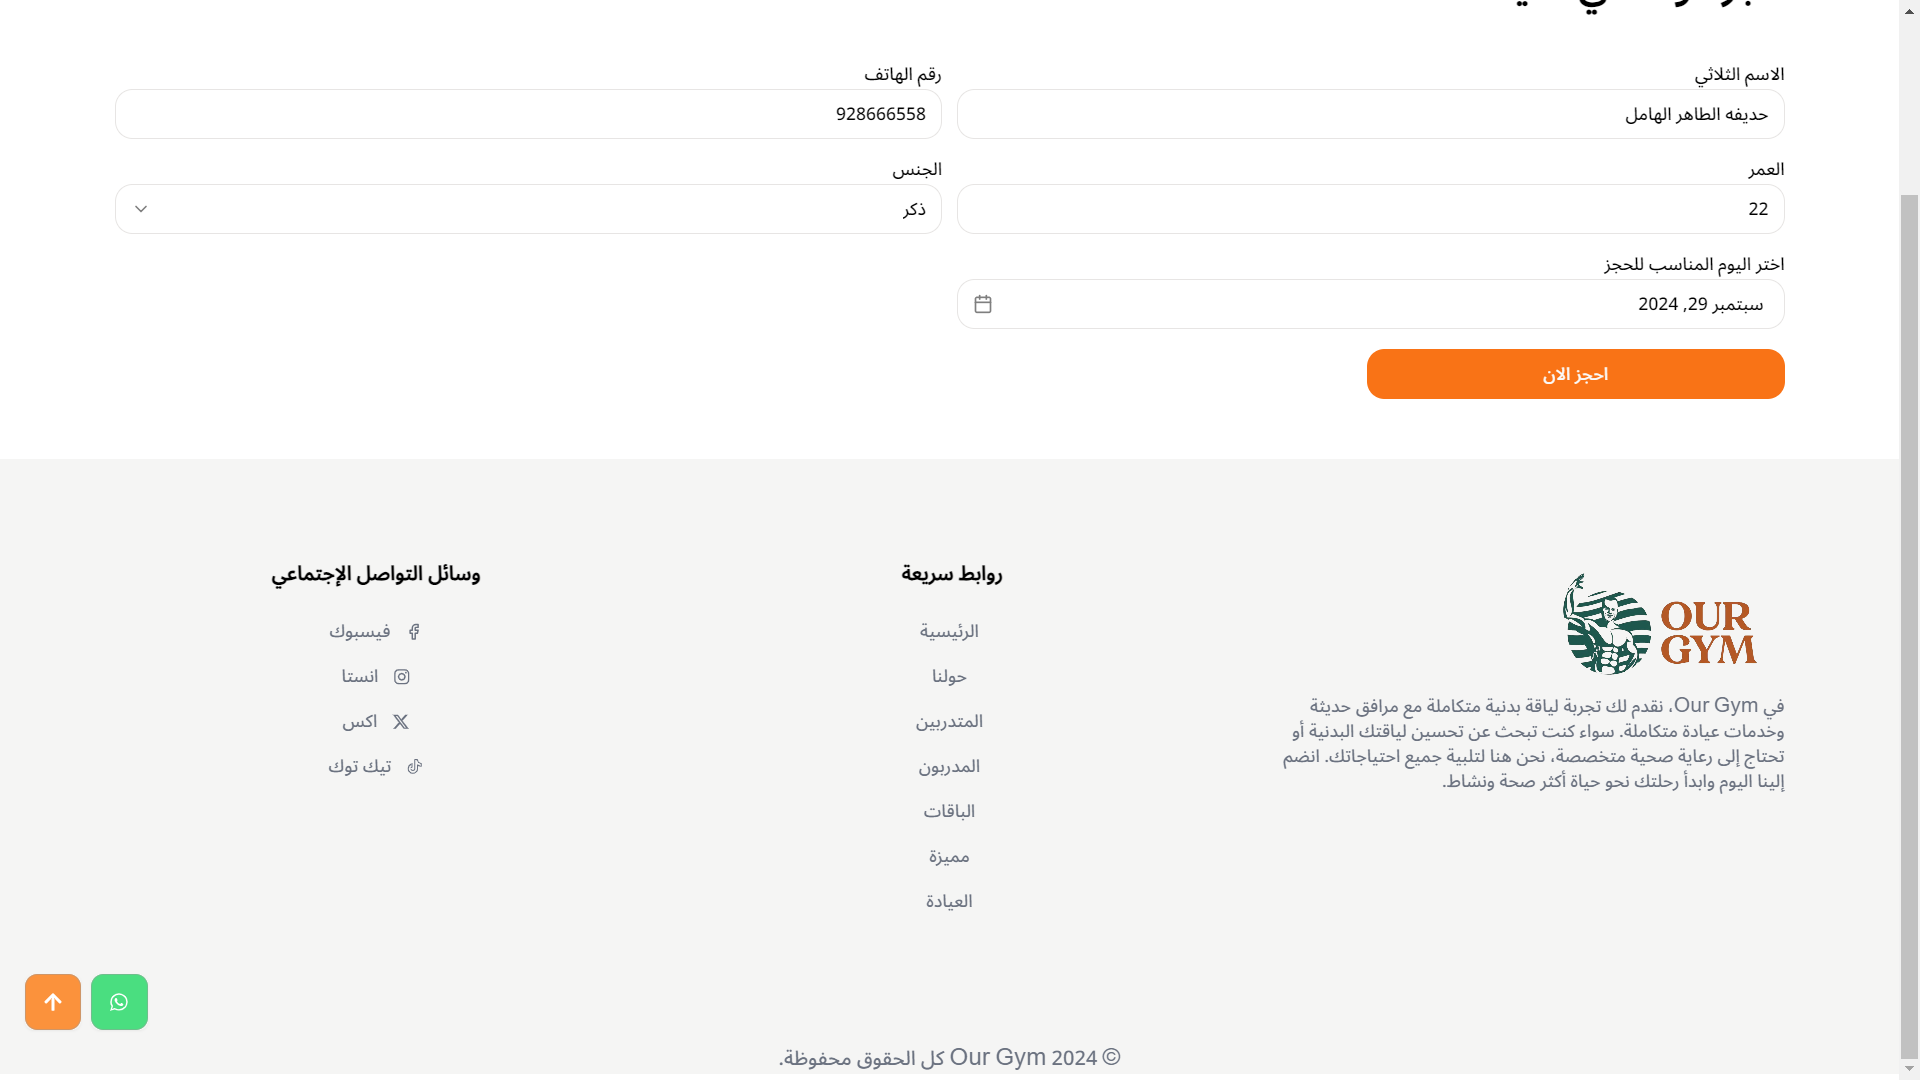 الاسم الثلاثي
حديفه الطاهر الهامل
رقم الهاتف
928666558
العمر
22
الجنس
ذكر
اختر اليوم المناسب للحجز
سبتمبر 29, 2024
احجز الان
OUR
GYM
في Our Gym، نقدم لك تجربة لياقة بدنية متكاملة مع مرافق حديثة
وخدمات عيادة متكاملة. سواء كنت تبحث عن تحسين لياقتك البدنية أو
تحتاج إلى رعاية صحية متخصصة، نحن هنا لتلبية جميع احتياجاتك. انضم
إلينا اليوم وابدأ رحلتك نحو حياة أكثر صحة ونشاط.
روابط سريعة
الرئيسية
حولنا
المتدربين
المدربون
الباقات
مميزة
العيادة
وسائل التواصل الإجتماعي
فيسبوك
انستا
اكس
تيك توك
© 2024 Our Gym كل الحقوق محفوظة.